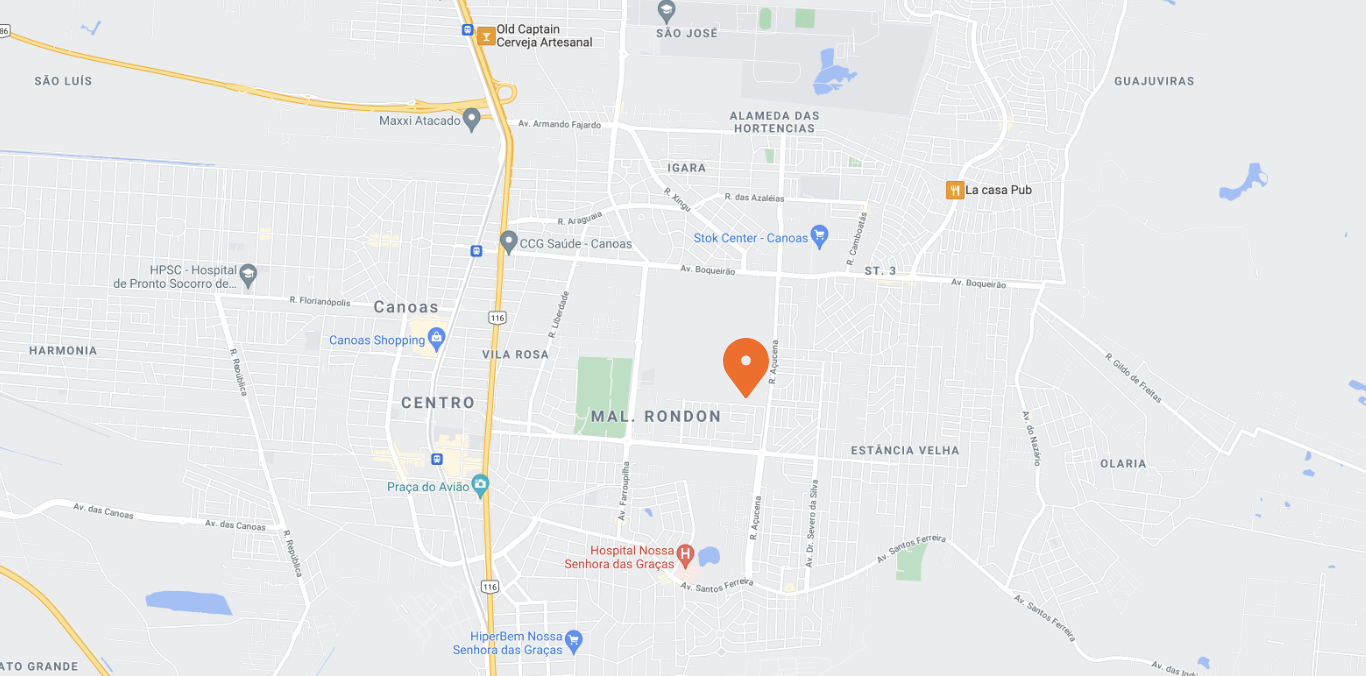 86
Old Captain
Cerveja Artesanal
SÃO JOSÉ
SÃO LUÍS
GUAJUVIRAS
Maxxi Atacado
Av. Armando Fajardo
ALAMEDA DAS
HORTENCIAS
IGARA
R. Xingu
R. das Azaléias
La casa Pub
R. Araguaia
CCG Saúde - Canoas
Stok Center - Canoas
R. Camboatás
HPSC - Hospital
de Pronto Socorro de...
Av. Boqueirão
ST. 3
Av. Boqueirão
R. Florianópolis
Canoas
R. Liberdade
116
Canoas Shopping
HARMONIA
R. República
VILA ROSA
R. Açucena
R. Gildo de Freitas
CENTRO
MAL. RONDON
Av. do Nazário
ESTÂNCIA VELHA
OLARIA
Praça do Avião
Av. Farroupilha
R. Açucena
Av. Dr. Severo da Silva
Av. das Canoas
Av. das Canoas
R. República
Hospital Nossa
Senhora das Graças
H
Av. Santos Ferreira
Av. Santos Ferreira
116
Av. Santos Ferreira
HiperBem Nossa
Senhora das Graças
ATO GRANDE
Av. das Ind